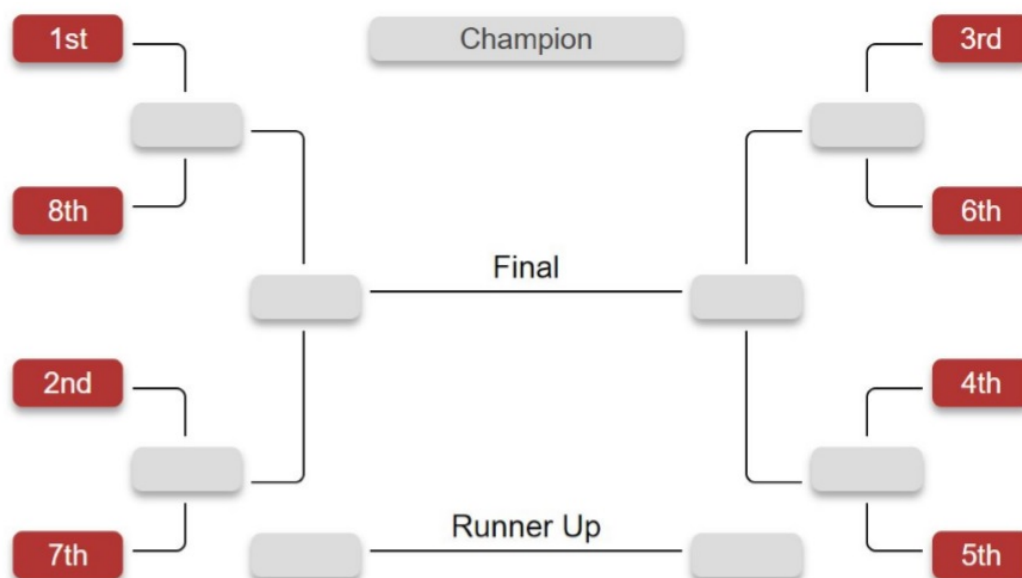 1st
Champion
3rd
8th
6th
Final
2nd
4th
7th
Runner Up
5th